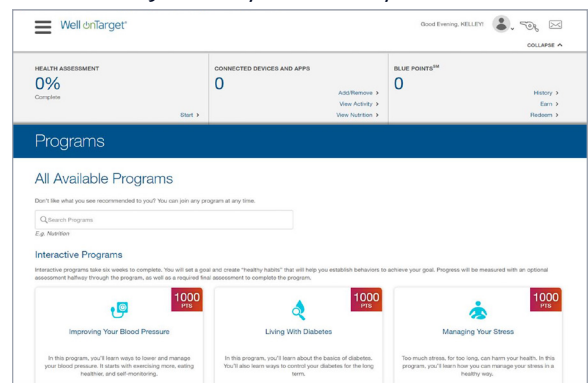 Well onTarget®
Good Evening, KELLEY!
COLLAPSE
HEALTH ASSESSMENT
0%
Complete
Start >
CONNECTED DEVICES AND APPS
0
Add/Remove >
View Activity >
View Nutrition >
BLUE POINTS℠
0
History >
Earn >
Redeem >
Programs
All Available Programs
Don't like what you see recommended to you? You can join any program at any time.
Search Programs
E.g. Nutrition
Interactive Programs
Interactive programs take six weeks to complete. You will set a goal and create "healthy habits" that will help you establish behaviors to achieve your goal. Progress will be measured with an optional
assessment halfway through the program, as well as a required final assessment to complete the program.
1000
PTS
Improving Your Blood Pressure
In this program, you'll learn ways to lower and manage
your blood pressure. It starts with exercising more, eating
healthier, and self-monitoring.
1000
PTS
Living With Diabetes
In this program, you'll learn about the basics of diabetes.
You'll also learn ways to control your diabetes for the long
term.
1000
PTS
Managing Your Stress
Too much stress, for too long, can harm your health. In this
program, you'll learn how you can manage your stress in a
healthy way.